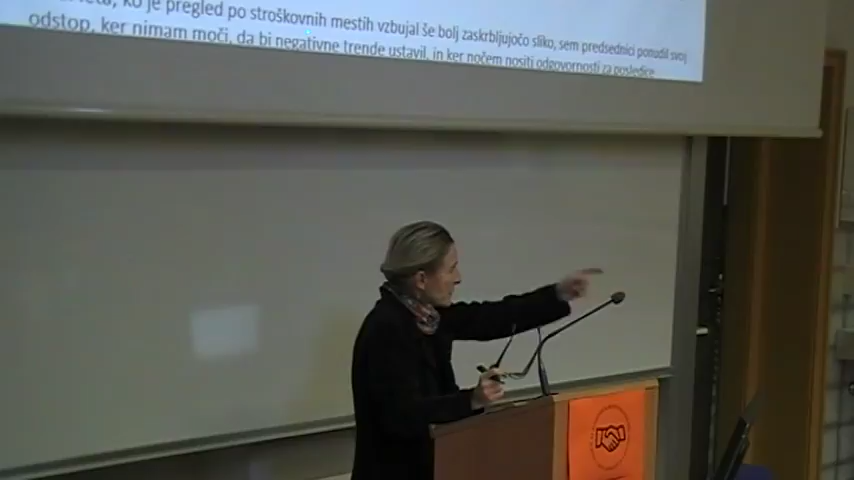 ko je pregled po stroškovnih mestih vzbujal še bolj zaskrbljujočo sliko, sem predsednici ponudil svoj
odstop, ker nimam moči, da bi negativne trende ustavil, in ker nočem nositi odgovornosti za posledice.